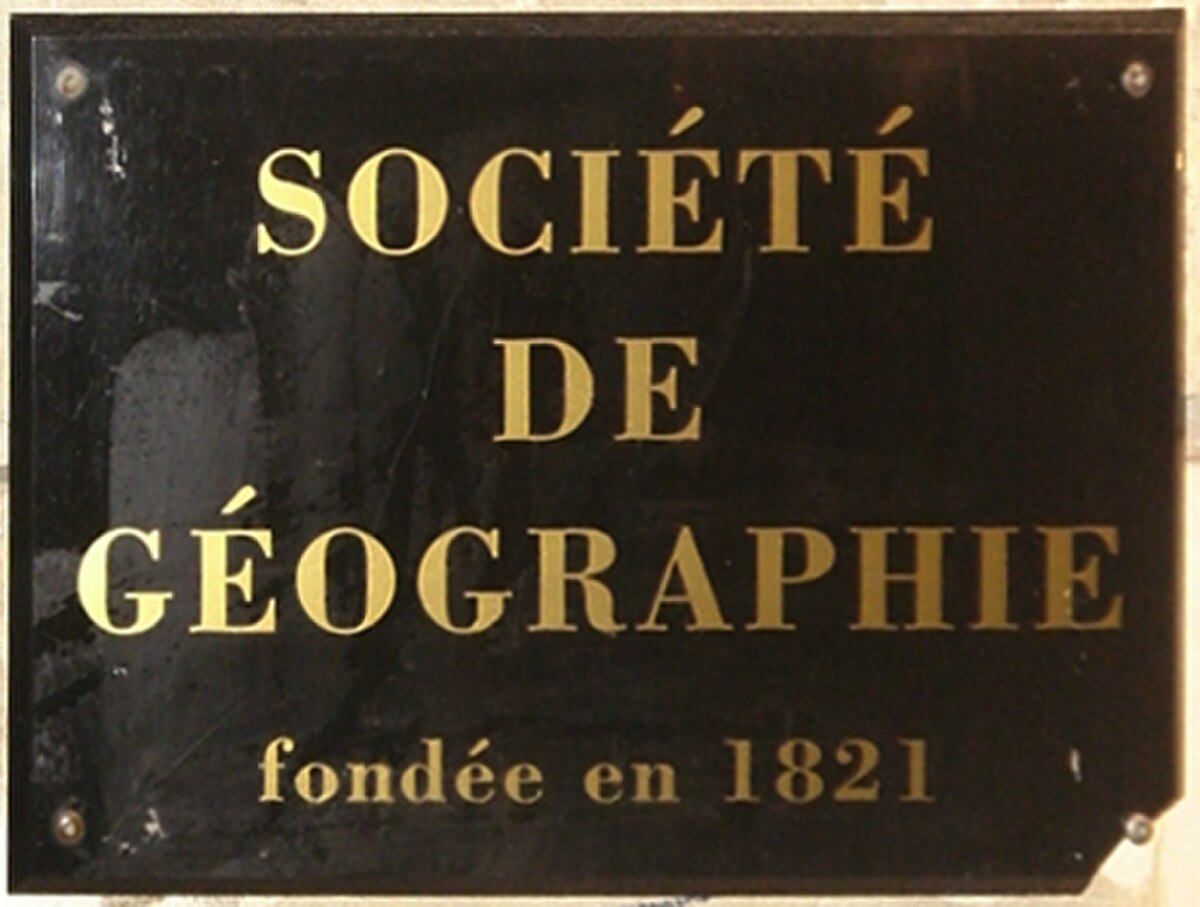 SOCIÉTÉ
DE
GÉOGRAPHIE
fondée en 1821